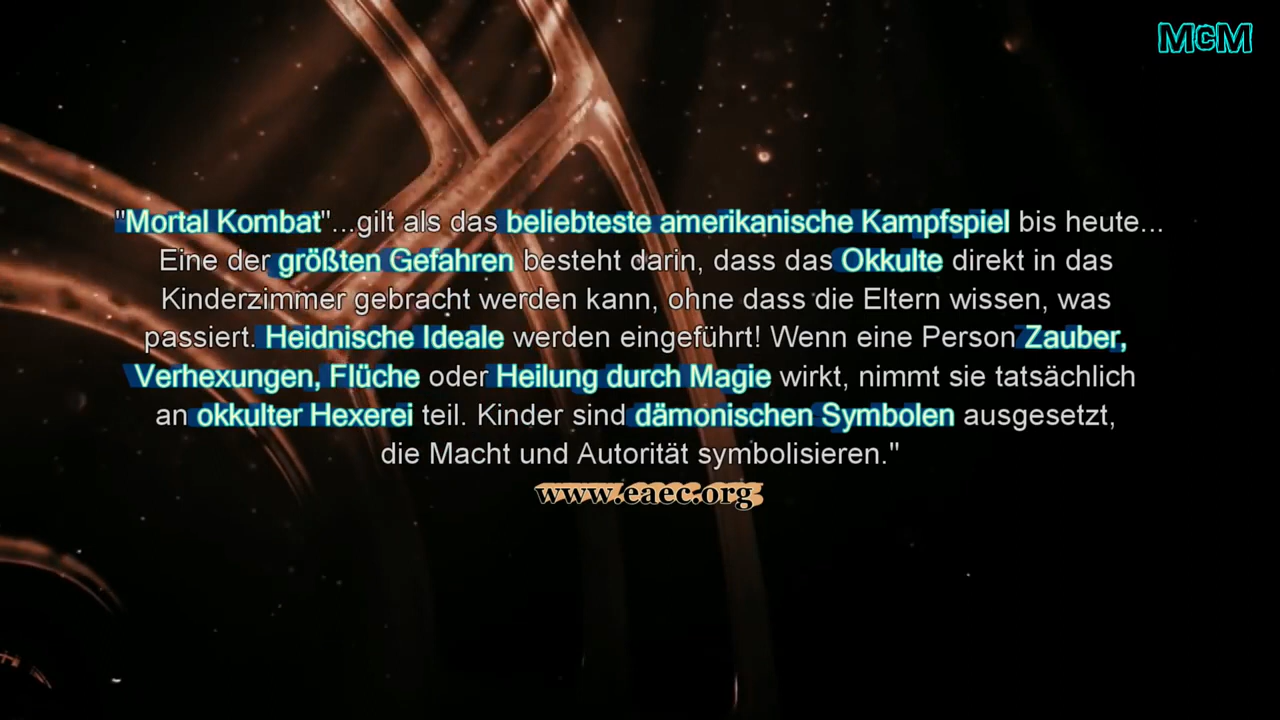 McM
"Mortal Kombat"...gilt als das beliebteste amerikanische Kampfspiel bis heute...
Eine der größten Gefahren besteht darin, dass das Okkulte direkt in das
Kinderzimmer gebracht werden kann, ohne dass die Eltern wissen, was
passiert. Heidnische Ideale werden eingeführt! Wenn eine Person Zauber,
Verhexungen, Flüche oder Heilung durch Magie wirkt, nimmt sie tatsächlich
an okkulter Hexerei teil. Kinder sind dämonischen Symbolen ausgesetzt,
die Macht und Autorität symbolisieren."
www.eaec.org